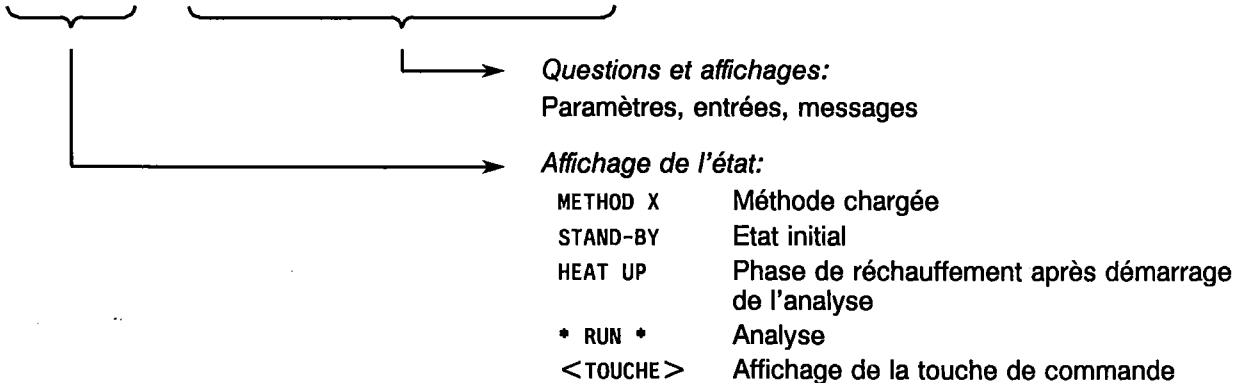 Questions et affichages:
Paramètres, entrées, messages
Affichage de l'état:
METHOD X Méthode chargée
STAND-BY Etat initial
HEAT UP Phase de réchauffement après démarrage
de l'analyse
* RUN * Analyse
<TOUCHE> Affichage de la touche de commande